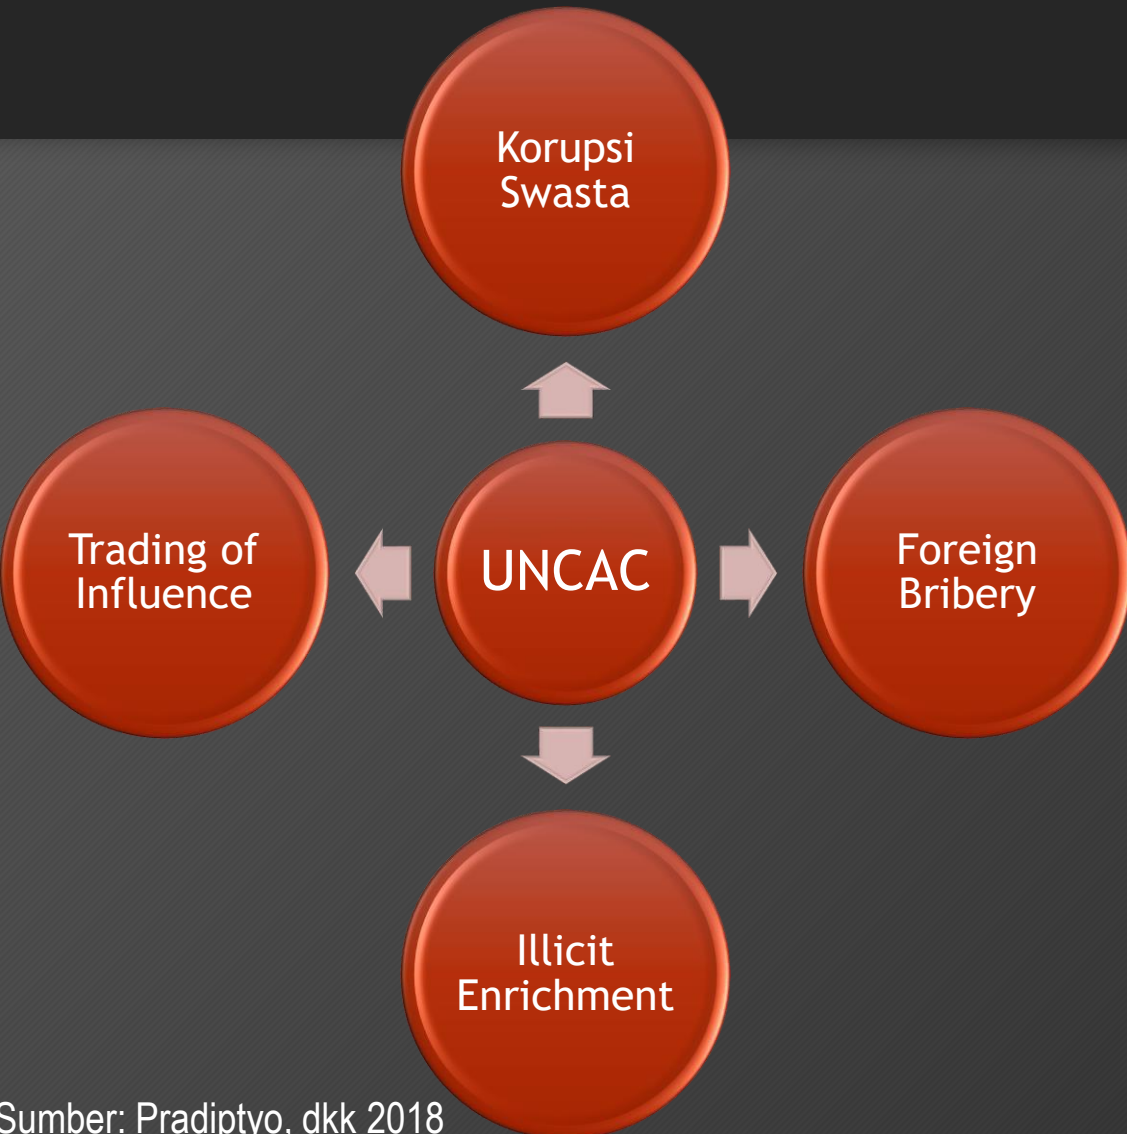 Korupsi
Swasta
Trading of
Influence
UNCAC
Foreign
Bribery
Illicit
Enrichment
Sumber: Pradiptyo, dkk 2018